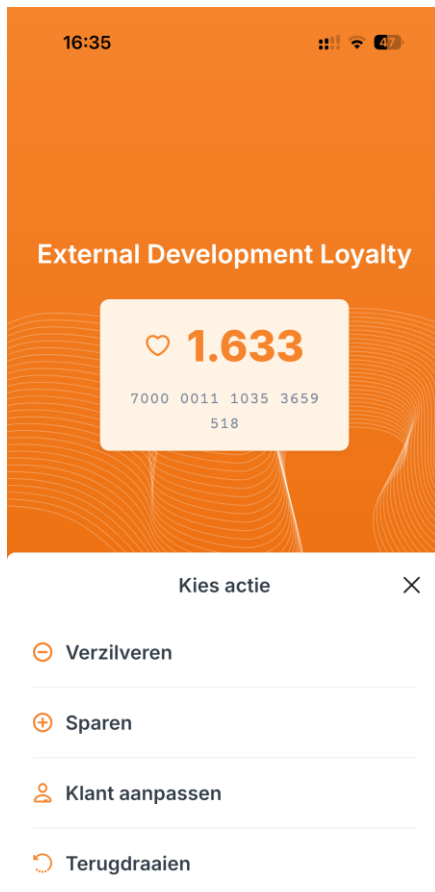 16:35
47
External Development Loyalty
1.633
7000 0011 1035 3659
518
Kies actie
Verzilveren
Sparen
Klant aanpassen
Terugdraaien